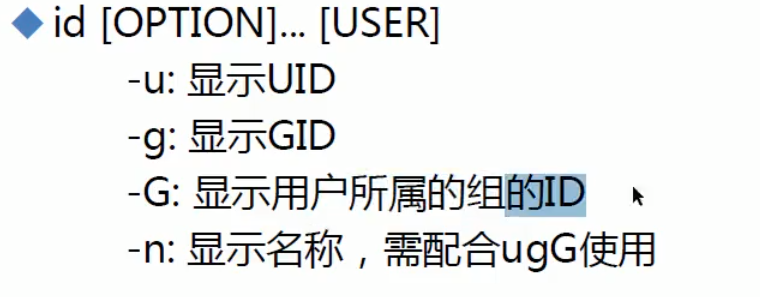 id [OPTION]... [USER]
-u: 显示UID
-g: 显示GID
-G: 显示用户所属的组的ID
-n: 显示名称，需配合ugG使用